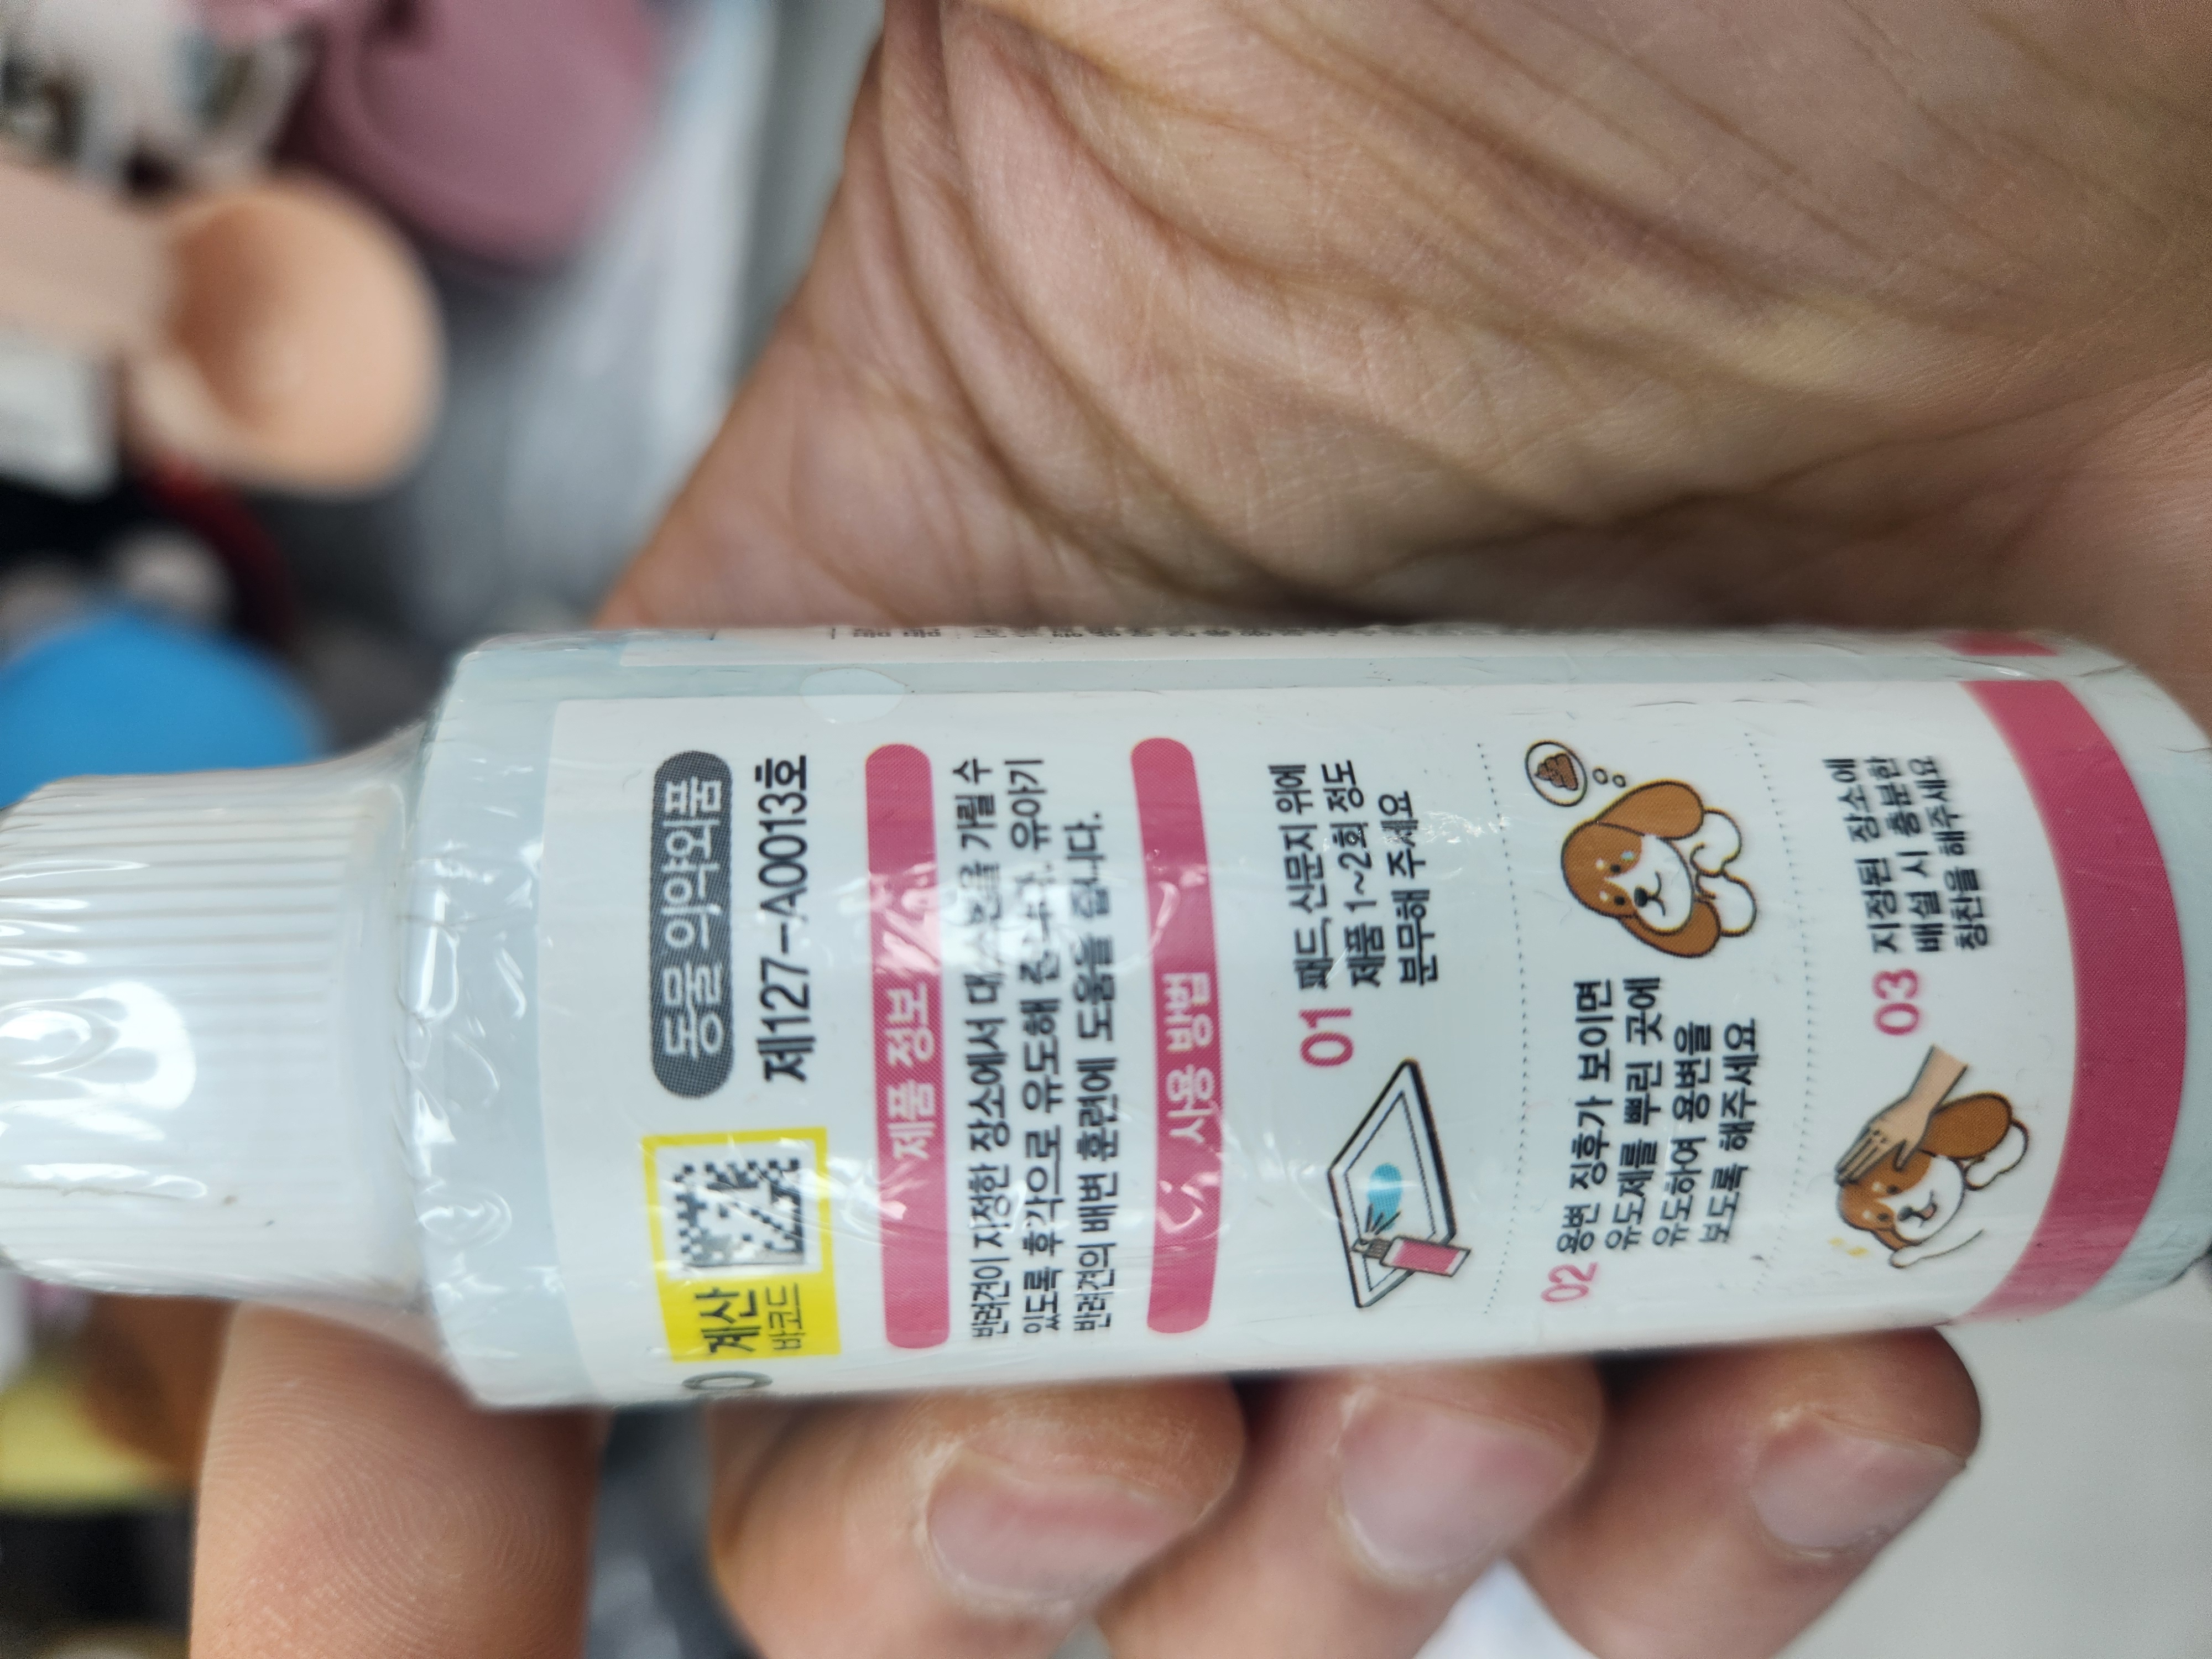 계산
바코드
동물 의약외품
제127-A0013호
제품 정보
반려견이 지정한 장소에서 대소변을 가릴 수
있도록 후각으로 유도해 줍니다. 유아기
반려견의 배변 훈련에 도움을 줍니다.
사용 방법
01 패드, 신문지 위에
제품 1~2회 정도
분무해 주세요
02 용변 징후가 보이면
유도제를 뿌린 곳에
유도하여 용변을
보도록 해주세요
03 지정된 장소에
배설 시 충분한
칭찬을 해주세요